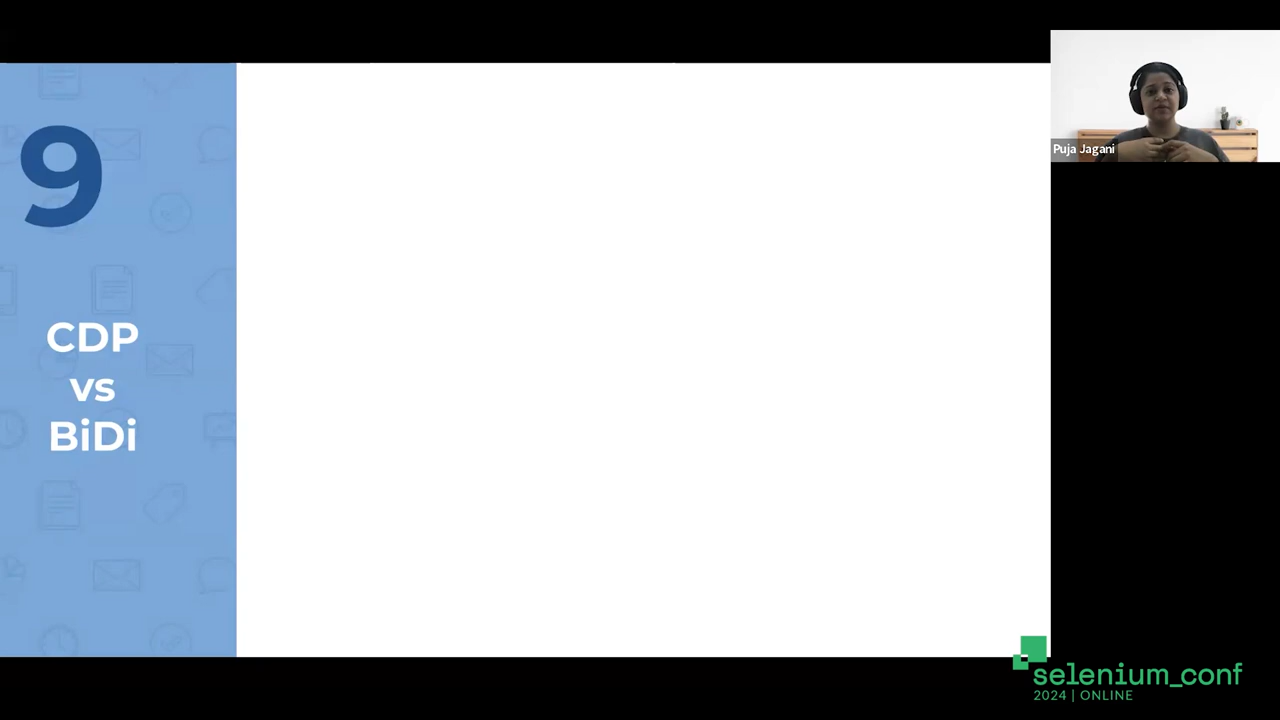 9
CDP
vs
BiDi
Puja Jagani
selenium_conf
2024 | ONLINE